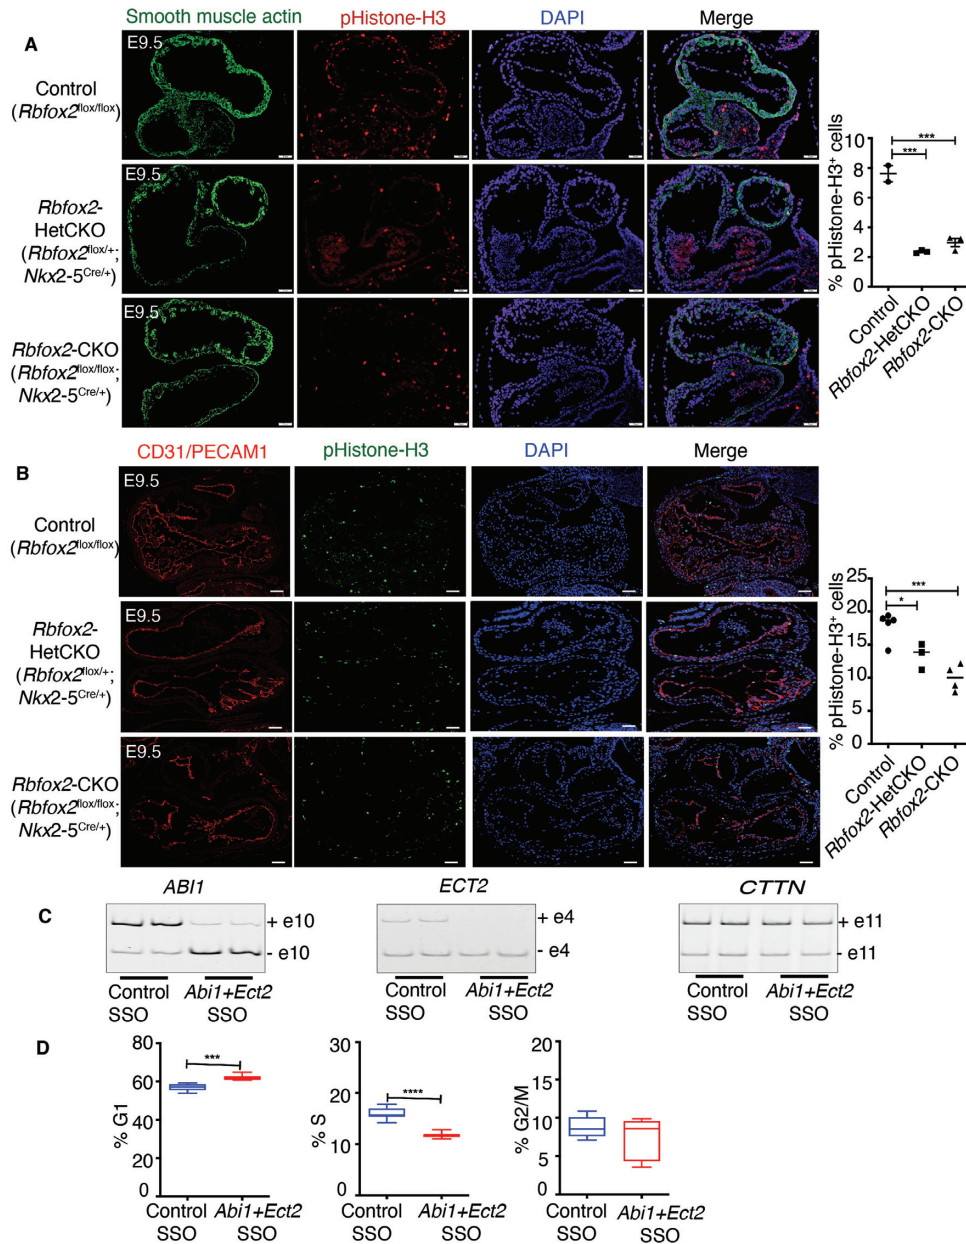 A
Smooth muscle actin pHistone-H3 DAPI Merge
E9.5
Control
(Rbfox2flox/flox)
E9.5
Rbfox2-
HetCKO
(Rbfox2flox/+;
Nkx2-5Cre/+)
E9.5
Rbfox2-CKO
(Rbfox2flox/flox;
Nkx2-5Cre/+)
% pHistone-H3+ cells
10
8
6
4
2
0
***
***
Control
Rbfox2-HetCKO
Rbfox2-CKO
B
CD31/PECAM1 pHistone-H3 DAPI Merge
E9.5
Control
(Rbfox2flox/flox)
E9.5
Rbfox2-
HetCKO
(Rbfox2flox/+;
Nkx2-5Cre/+)
E9.5
Rbfox2-CKO
(Rbfox2flox/flox;
Nkx2-5Cre/+)
% pHistone-H3+ cells
25
20
15
10
5
0
***
*
Control
Rbfox2-HetCKO
Rbfox2-CKO
C
ABI1
+ e10
- e10
Control Abi1+Ect2
SSO SSO
ECT2
+ e4
- e4
Control Abi1+Ect2
SSO SSO
CTTN
+ e11
- e11
Control Abi1+Ect2
SSO SSO
D
% G1
80
60
40
20
0
***
Control Abi1+Ect2
SSO SSO
% S
30
20
10
0
****
Control Abi1+Ect2
SSO SSO
% G2/M
20
15
10
5
0
Control Abi1+Ect2
SSO SSO